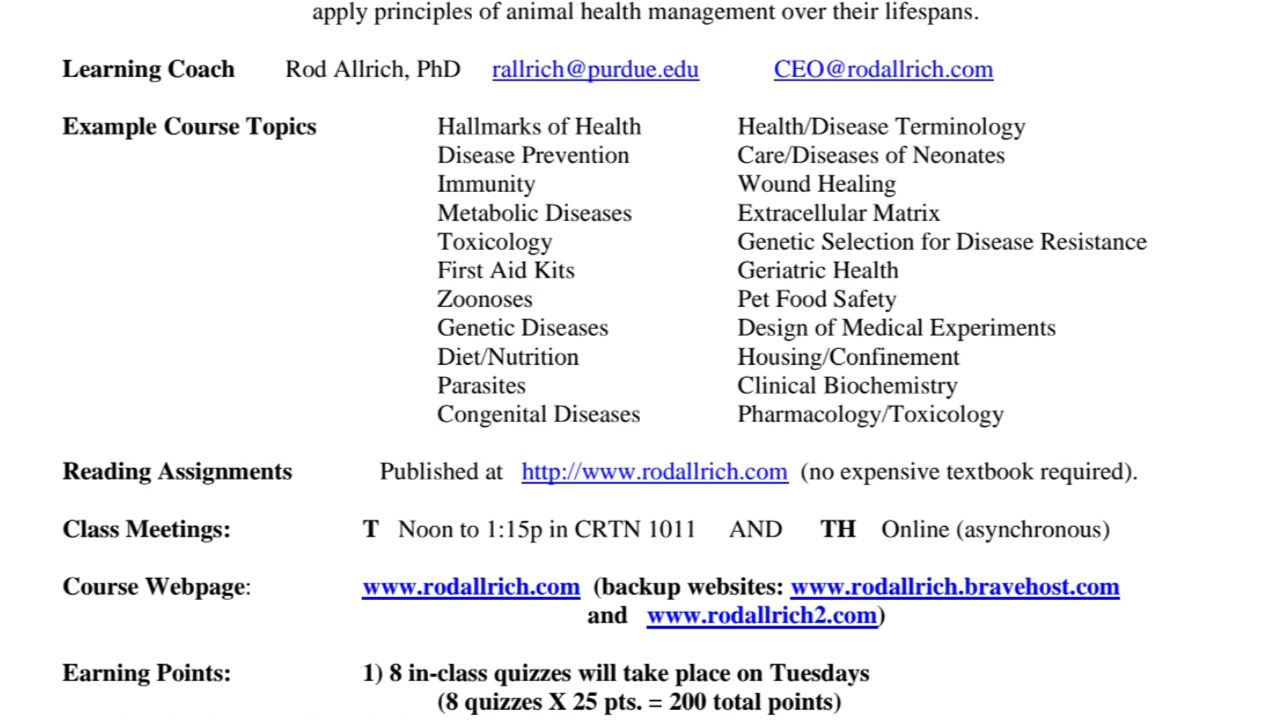 apply principles of animal health management over their lifespans.
Learning Coach Rod Allrich, PhD rallrich@purdue.edu CEO@rodallrich.com
Example Course Topics Hallmarks of Health Health/Disease Terminology
Disease Prevention Care/Diseases of Neonates
Immunity Wound Healing
Metabolic Diseases Extracellular Matrix
Toxicology Genetic Selection for Disease Resistance
First Aid Kits Geriatric Health
Zoonoses Pet Food Safety
Genetic Diseases Design of Medical Experiments
Diet/Nutrition Housing/Confinement
Parasites Clinical Biochemistry
Congenital Diseases Pharmacology/Toxicology
Reading Assignments Published at http://www.rodallrich.com (no expensive textbook required).
Class Meetings: T Noon to 1:15p in CRTN 1011 AND TH Online (asynchronous)
Course Webpage: www.rodallrich.com (backup websites: www.rodallrich.bravehost.com
and www.rodallrich2.com)
Earning Points: 1) 8 in-class quizzes will take place on Tuesdays
(8 quizzes X 25 pts. = 200 total points)